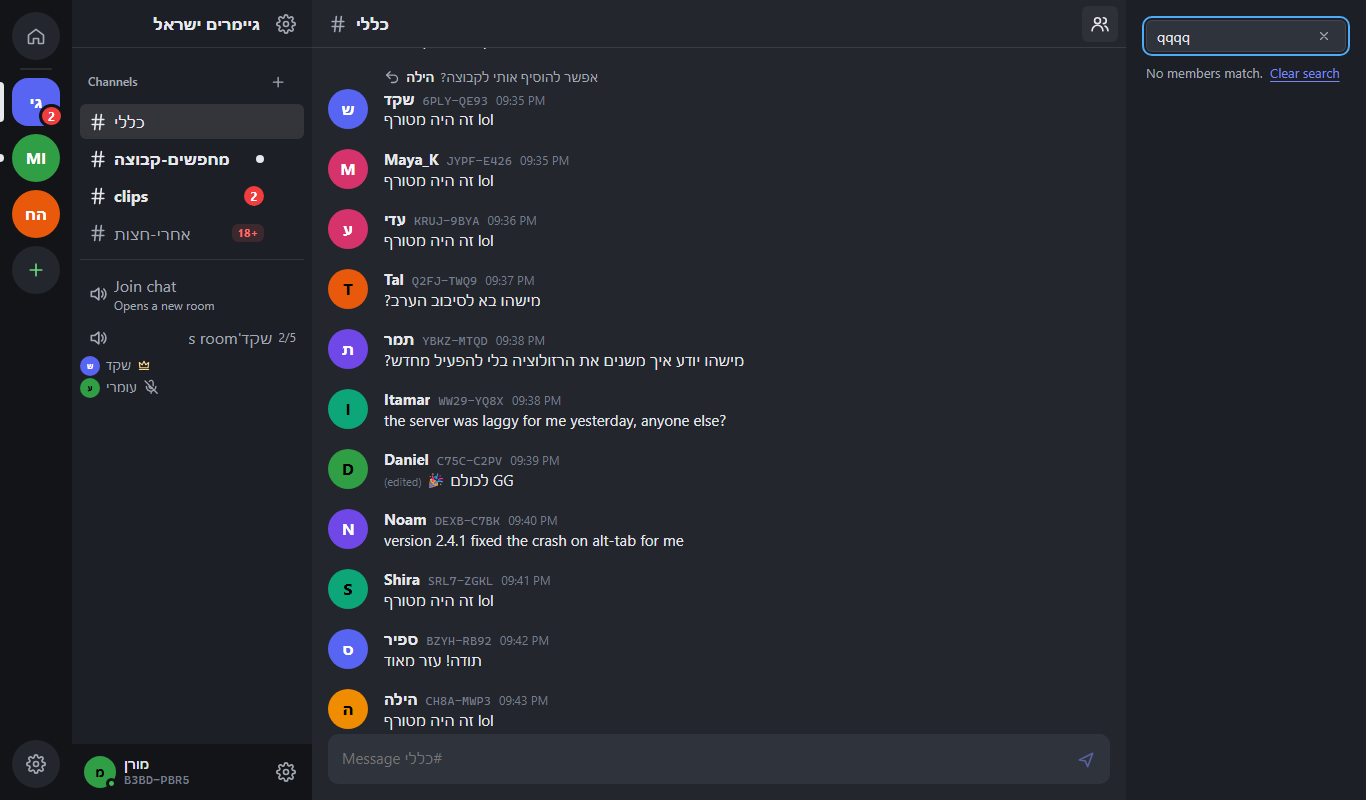 גי
2
MI
הח
גיימרים ישראל
Channels
כללי
מחפשים-קבוצה
clips
2
אחרי-חצות
18+
Join chat
Opens a new room
שקד's room
2/5
ש
שקד
ע
עומרי
מ
מורן
B3BD-PBR5
# כללי
הילה אפשר להוסיף אותי לקבוצה?
ש
שקד 6PLY-QE93 09:35 PM
זה היה מטורף lol
M
Maya_K JYPF-E426 09:35 PM
זה היה מטורף lol
ע
עדי KRUJ-9BYA 09:36 PM
זה היה מטורף lol
T
Tal Q2FJ-TWQ9 09:37 PM
מישהו בא לסיבוב הערב?
ת
תמר YBKZ-MTQD 09:38 PM
מישהו יודע איך משנים את הרזולוציה בלי להפעיל מחדש?
I
Itamar WW29-YQ8X 09:38 PM
the server was laggy for me yesterday, anyone else?
D
Daniel C75C-C2PV 09:39 PM
GG לכולם 🎉 (edited)
N
Noam DEXB-C7BK 09:40 PM
version 2.4.1 fixed the crash on alt-tab for me
S
Shira SRL7-ZGKL 09:41 PM
זה היה מטורף lol
ס
ספיר BZYH-RB92 09:42 PM
תודה! עזר מאוד
ה
הילה CH8A-MWP3 09:43 PM
זה היה מטורף lol
Message #כללי
qqqq
No members match. Clear search